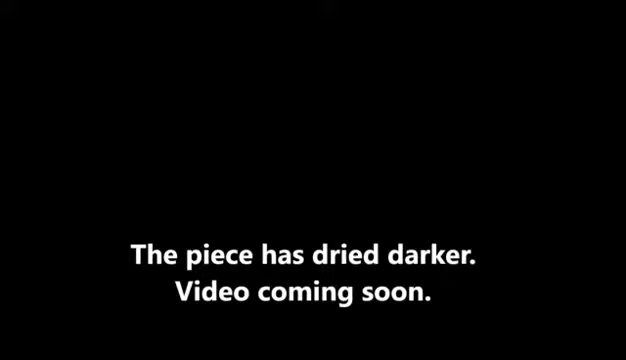 The piece has dried darker.
Video coming soon.